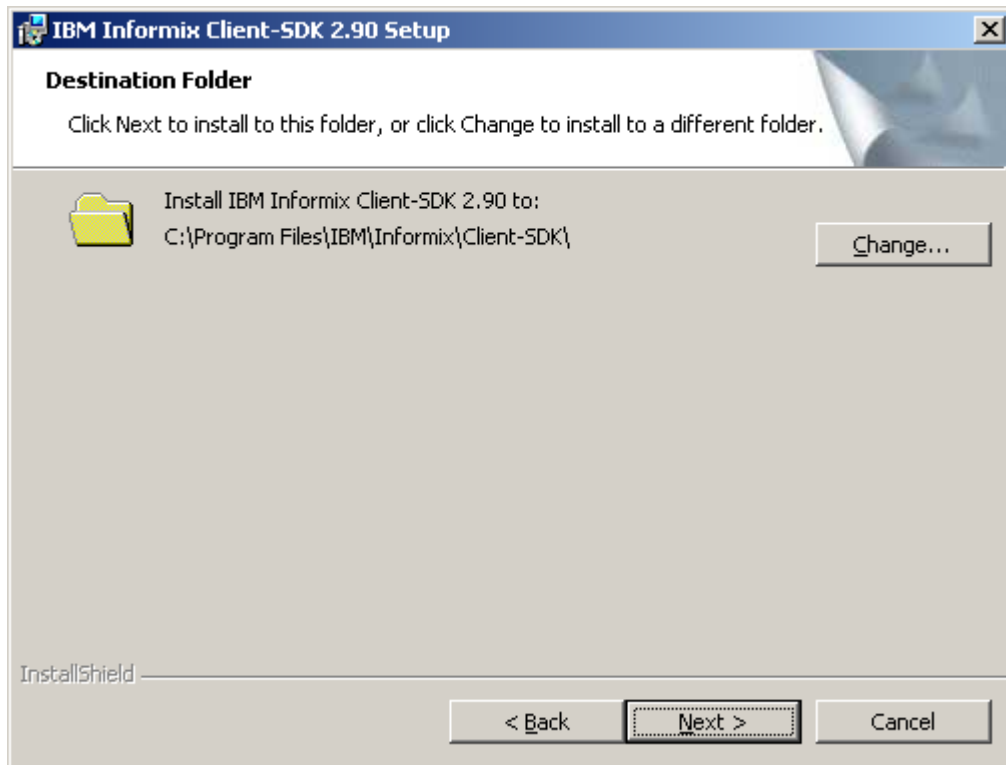 IBM Informix Client-SDK 2.90 Setup
Destination Folder
Click Next to install to this folder, or click Change to install to a different folder.
Install IBM Informix Client-SDK 2.90 to:
C:\Program Files\IBM\Informix\Client-SDK\
Change...
InstallShield
< Back
Next >
Cancel